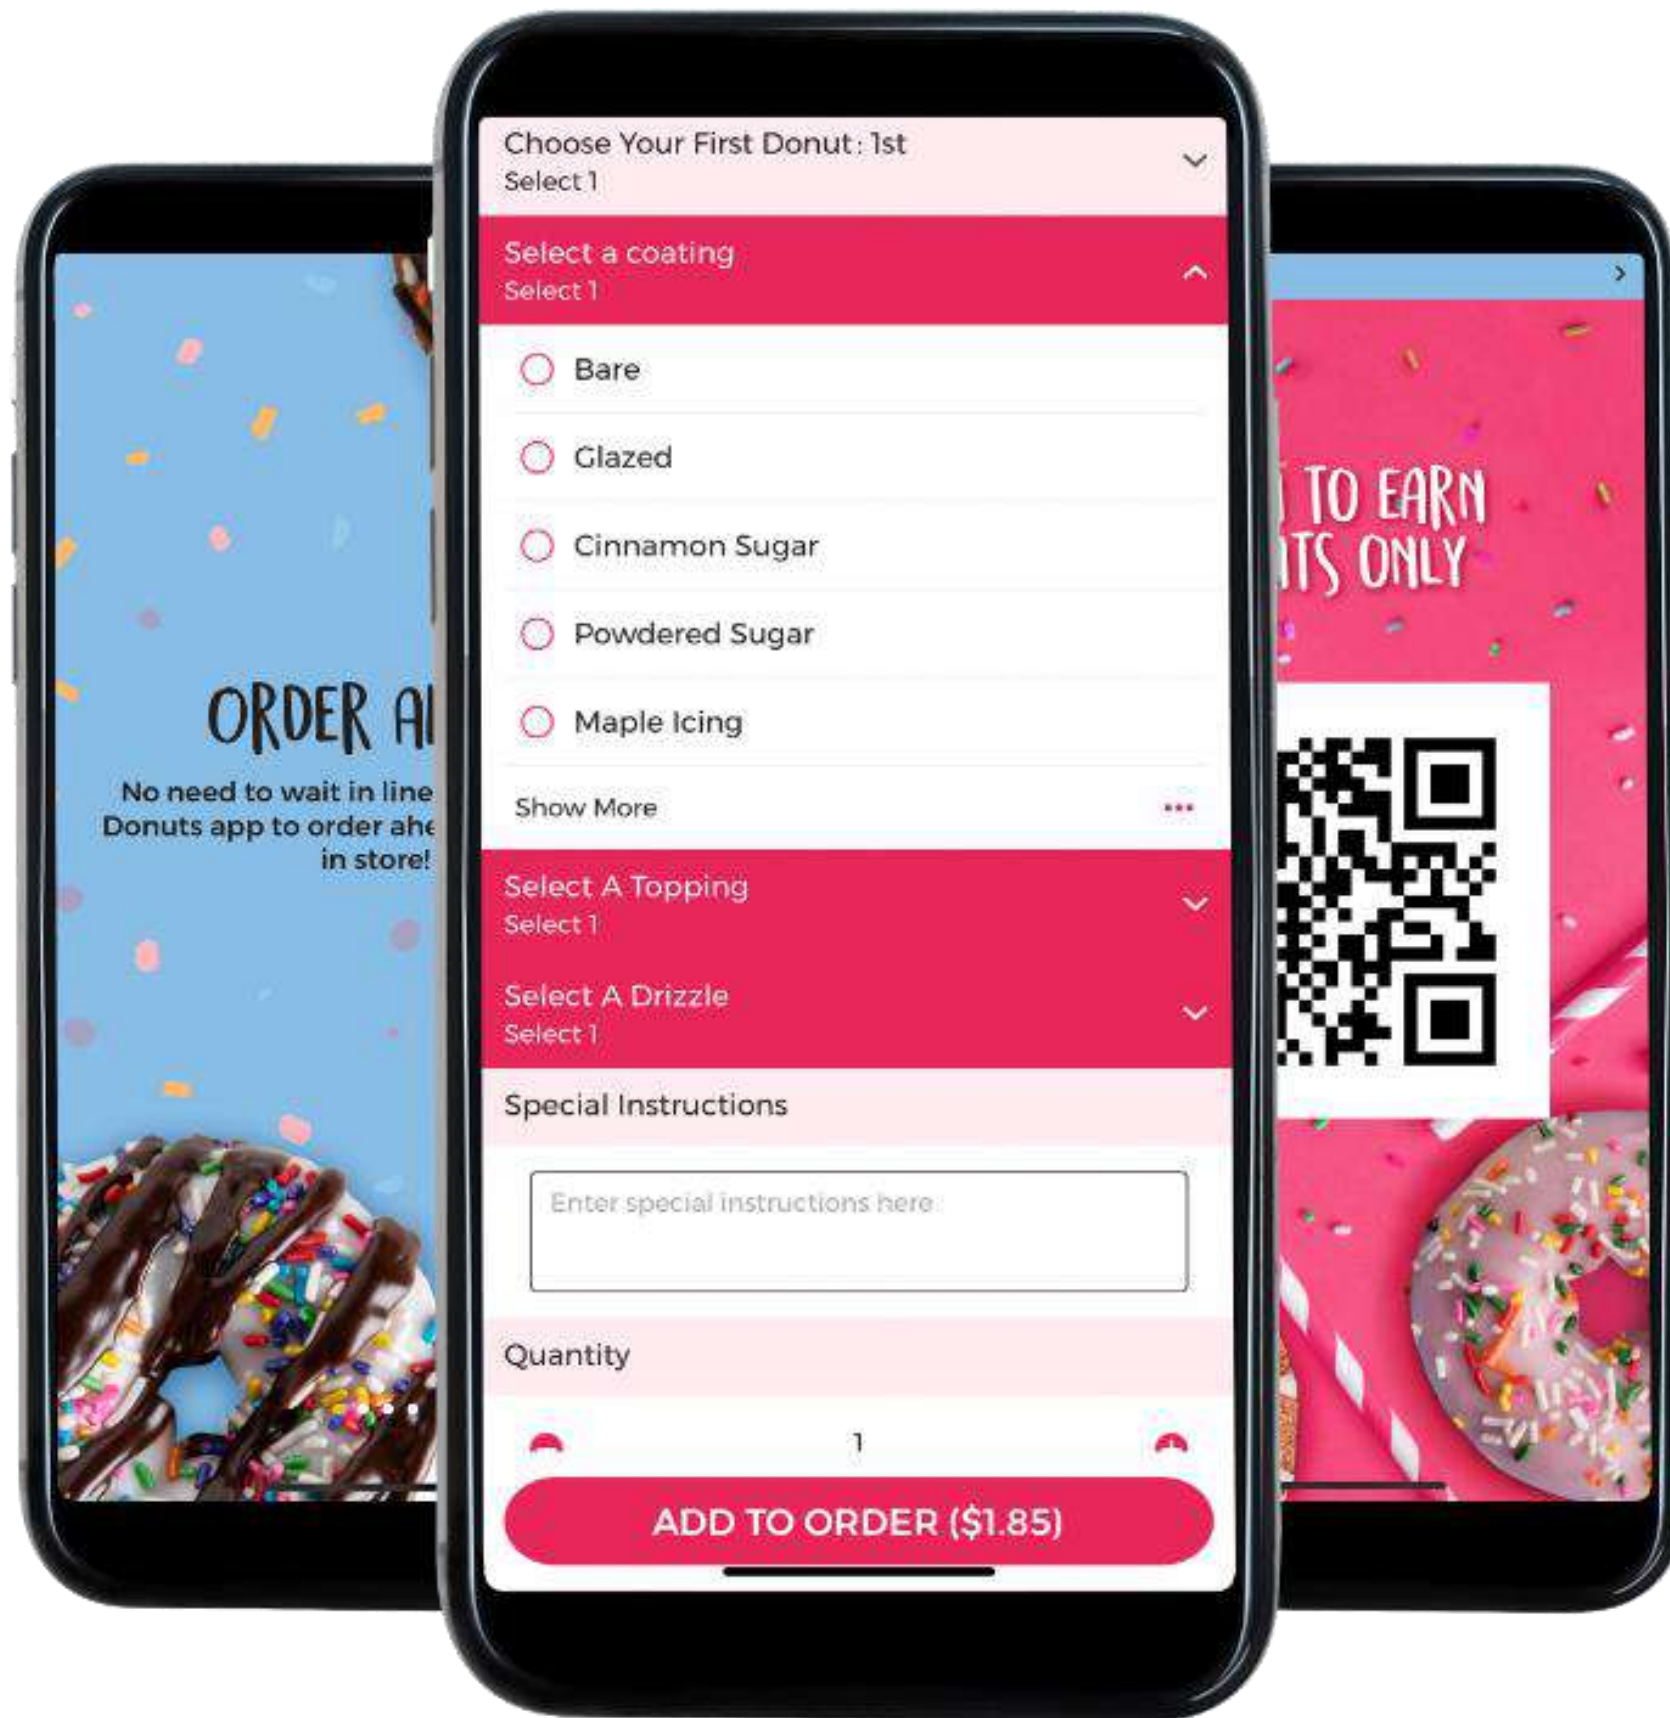 ORDER
No need to wait in line
Donuts app to order
in store!
Choose Your First Donut: 1st
Select 1
Select a coating
Select 1
Bare
Glazed
Cinnamon Sugar
Powdered Sugar
Maple Icing
Show More
Select A Topping
Select 1
Select A Drizzle
Select 1
Special Instructions
Enter special instructions here
Quantity
1
ADD TO ORDER ($1.85)
TO EARN
ONLY